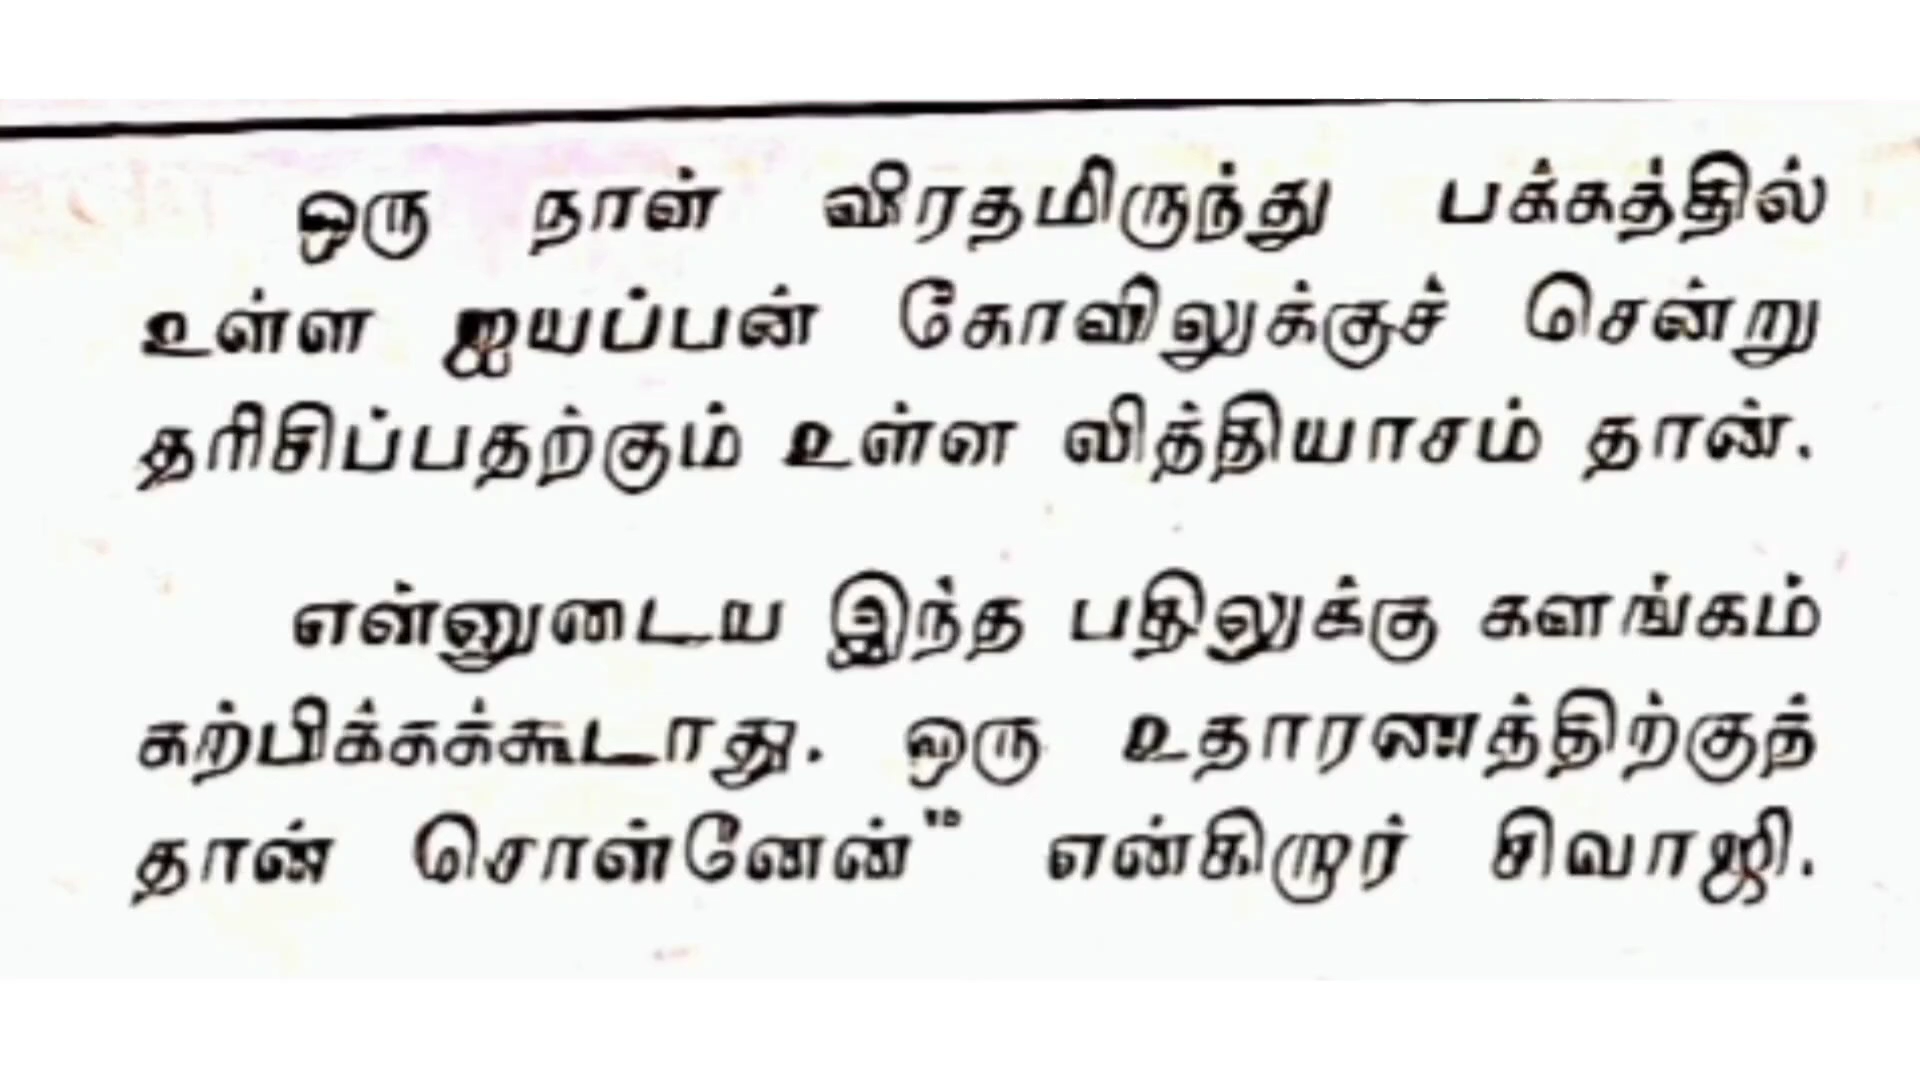 ஒரு நாள் விரதமிருந்து பக்கத்தில்
உள்ள ஐயப்பன் கோவிலுக்குச் சென்று
தரிசிப்பதற்கும் உள்ள வித்தியாசம் தான்.
என்னுடைய இந்த பதிலுக்கு களங்கம்
கற்பிக்கக்கூடாது. ஒரு உதாரணத்திற்குத்
தான் சொன்னேன்" என்கிறார் சிவாஜி.